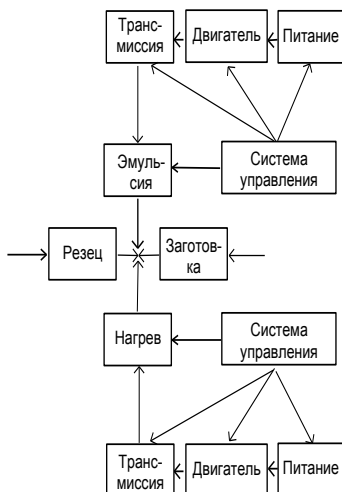 Транс-
миссия
Двигатель
Питание
Эмуль-
сия
Система
управления
Резец
Заготов-
ка
Нагрев
Система
управления
Транс-
миссия
Двигатель
Питание